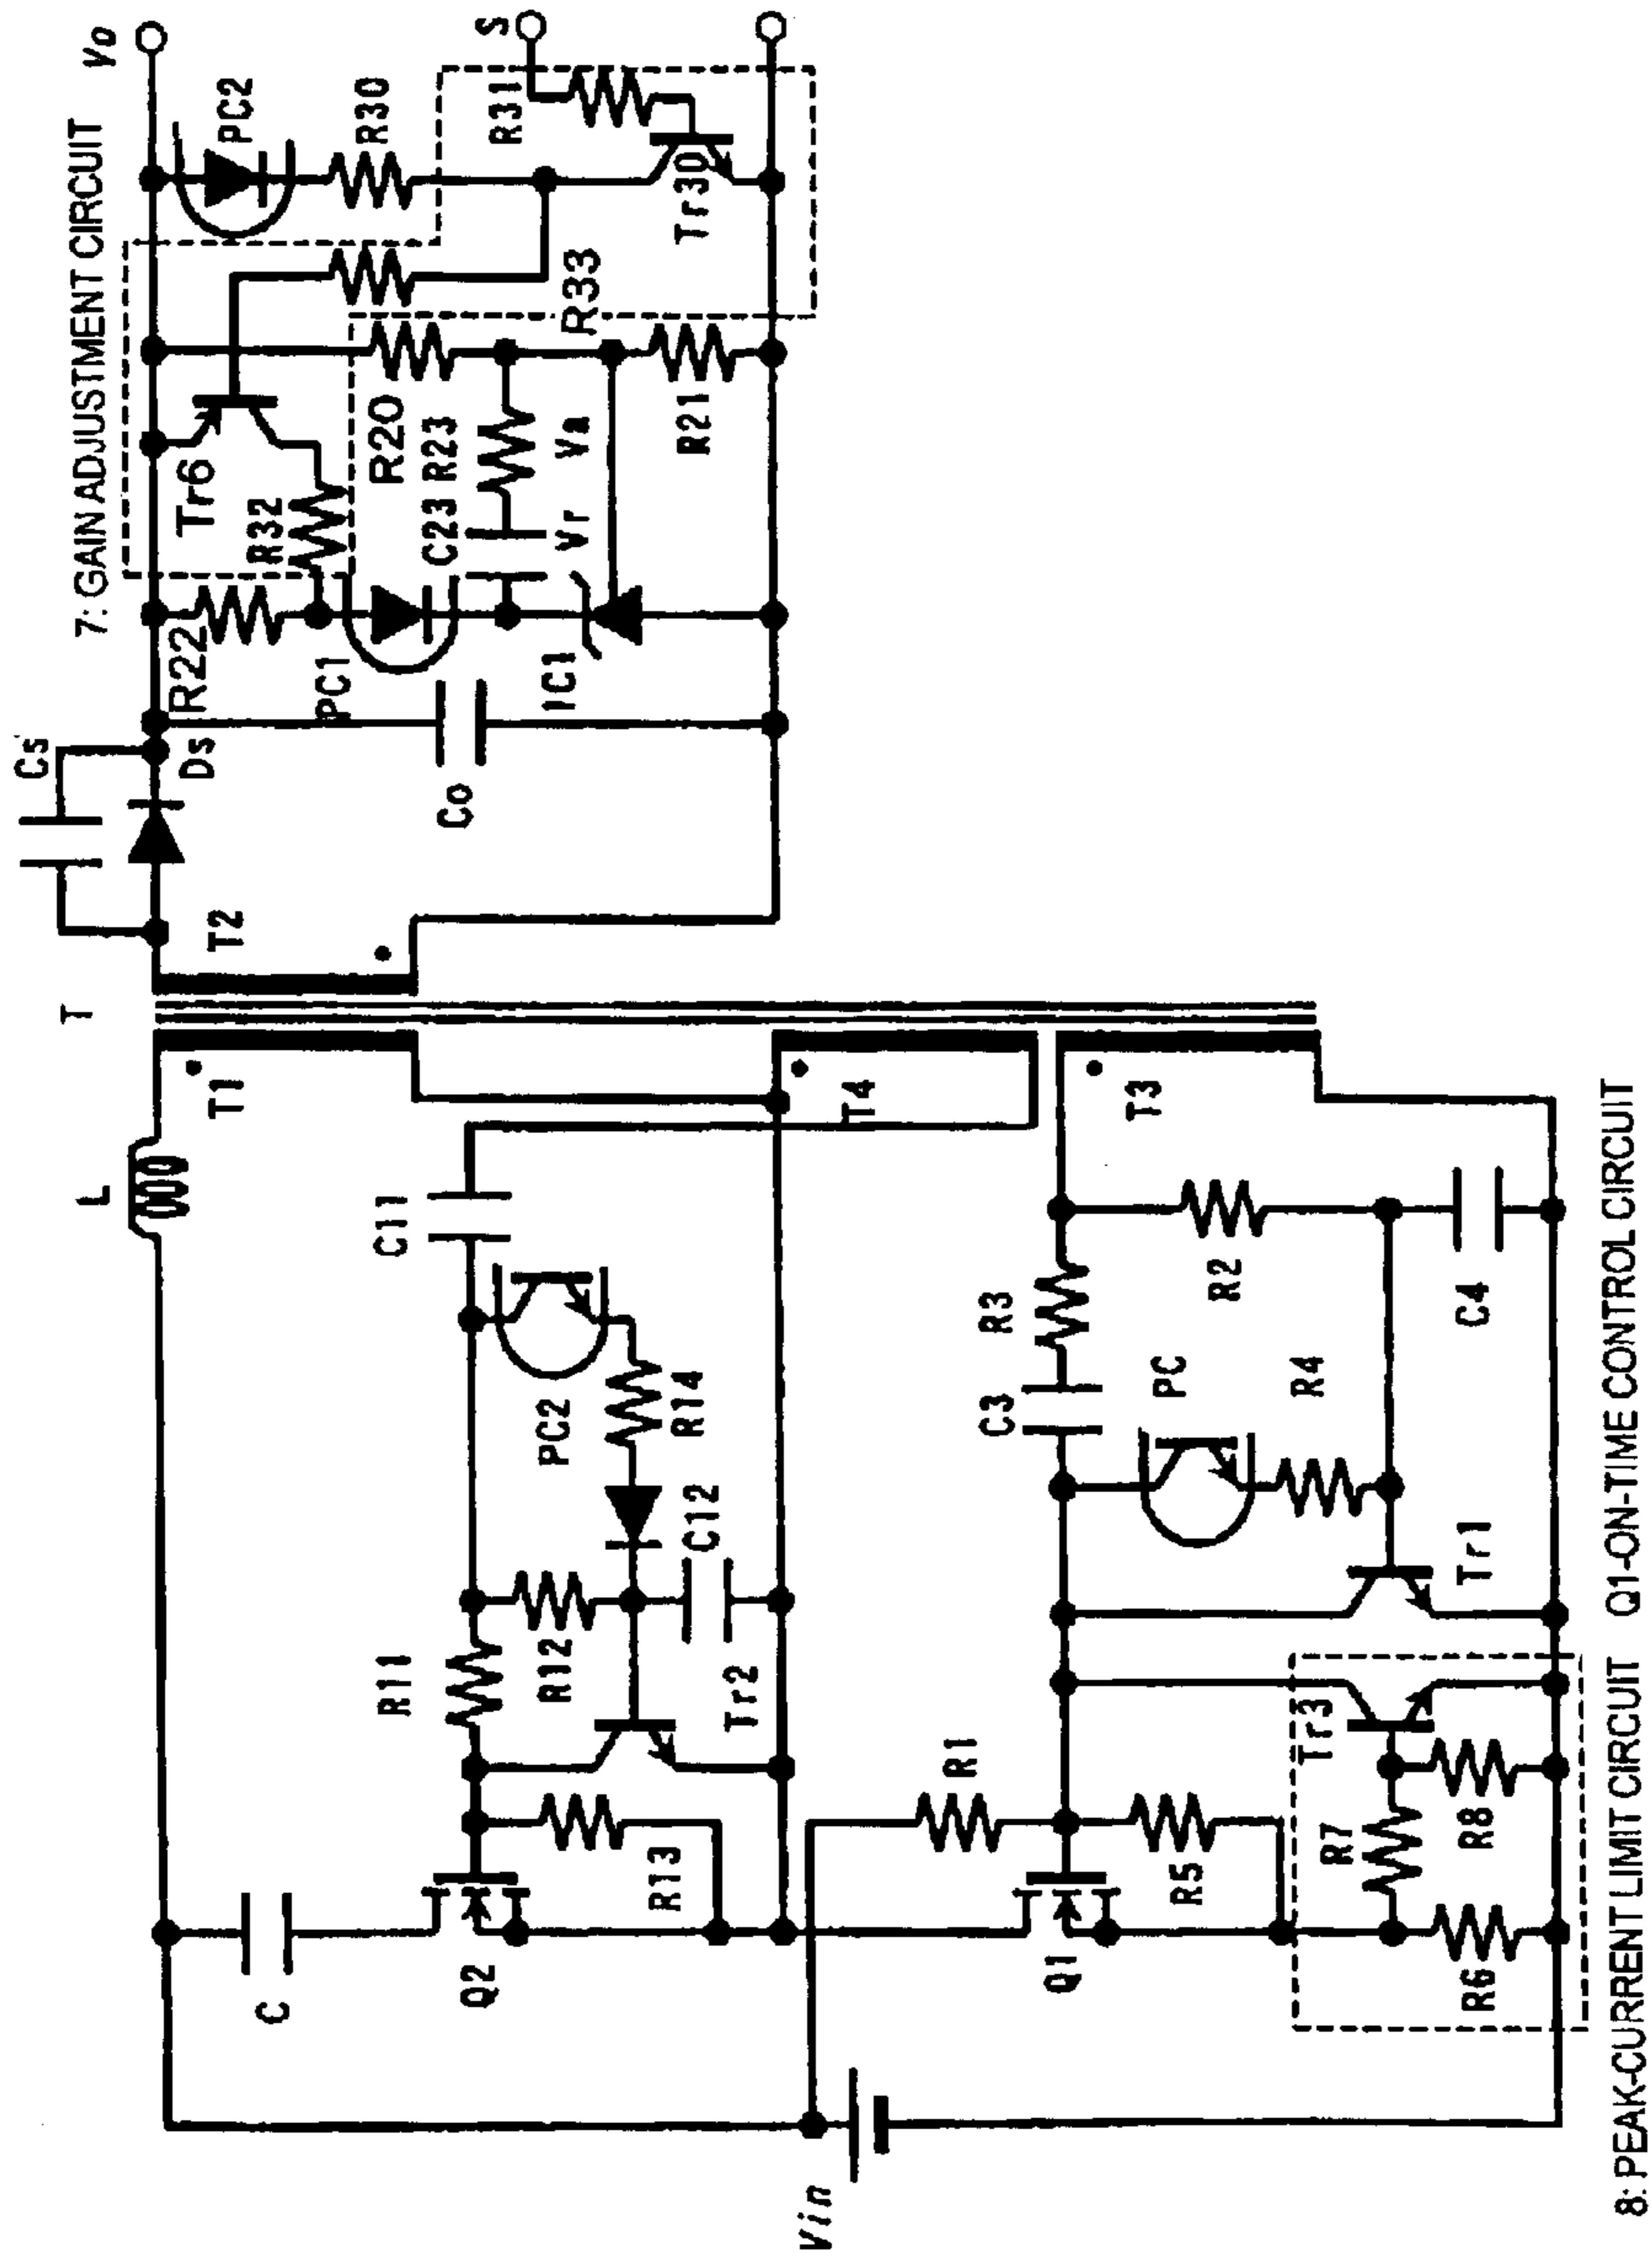 7: GAIN ADJUSTMENT CIRCUIT
Vo
PC2
R30
S
R31
Tr30
R33
Tr6
R32
R20
C23
R23
Vr
Va
R21
R22
PC1
IC1
Cs
Ds
Co
T
T2
L
T1
T4
T3
C11
PC2
R14
C12
R11
R12
Tr2
R13
C
Q2
R3
R2
C3
PC
R4
C4
Tr1
R1
Q1
R5
Tr3
R7
R8
R6
Vin
8: PEAK-CURRENT LIMIT CIRCUIT
Q1-ON-TIME CONTROL CIRCUIT